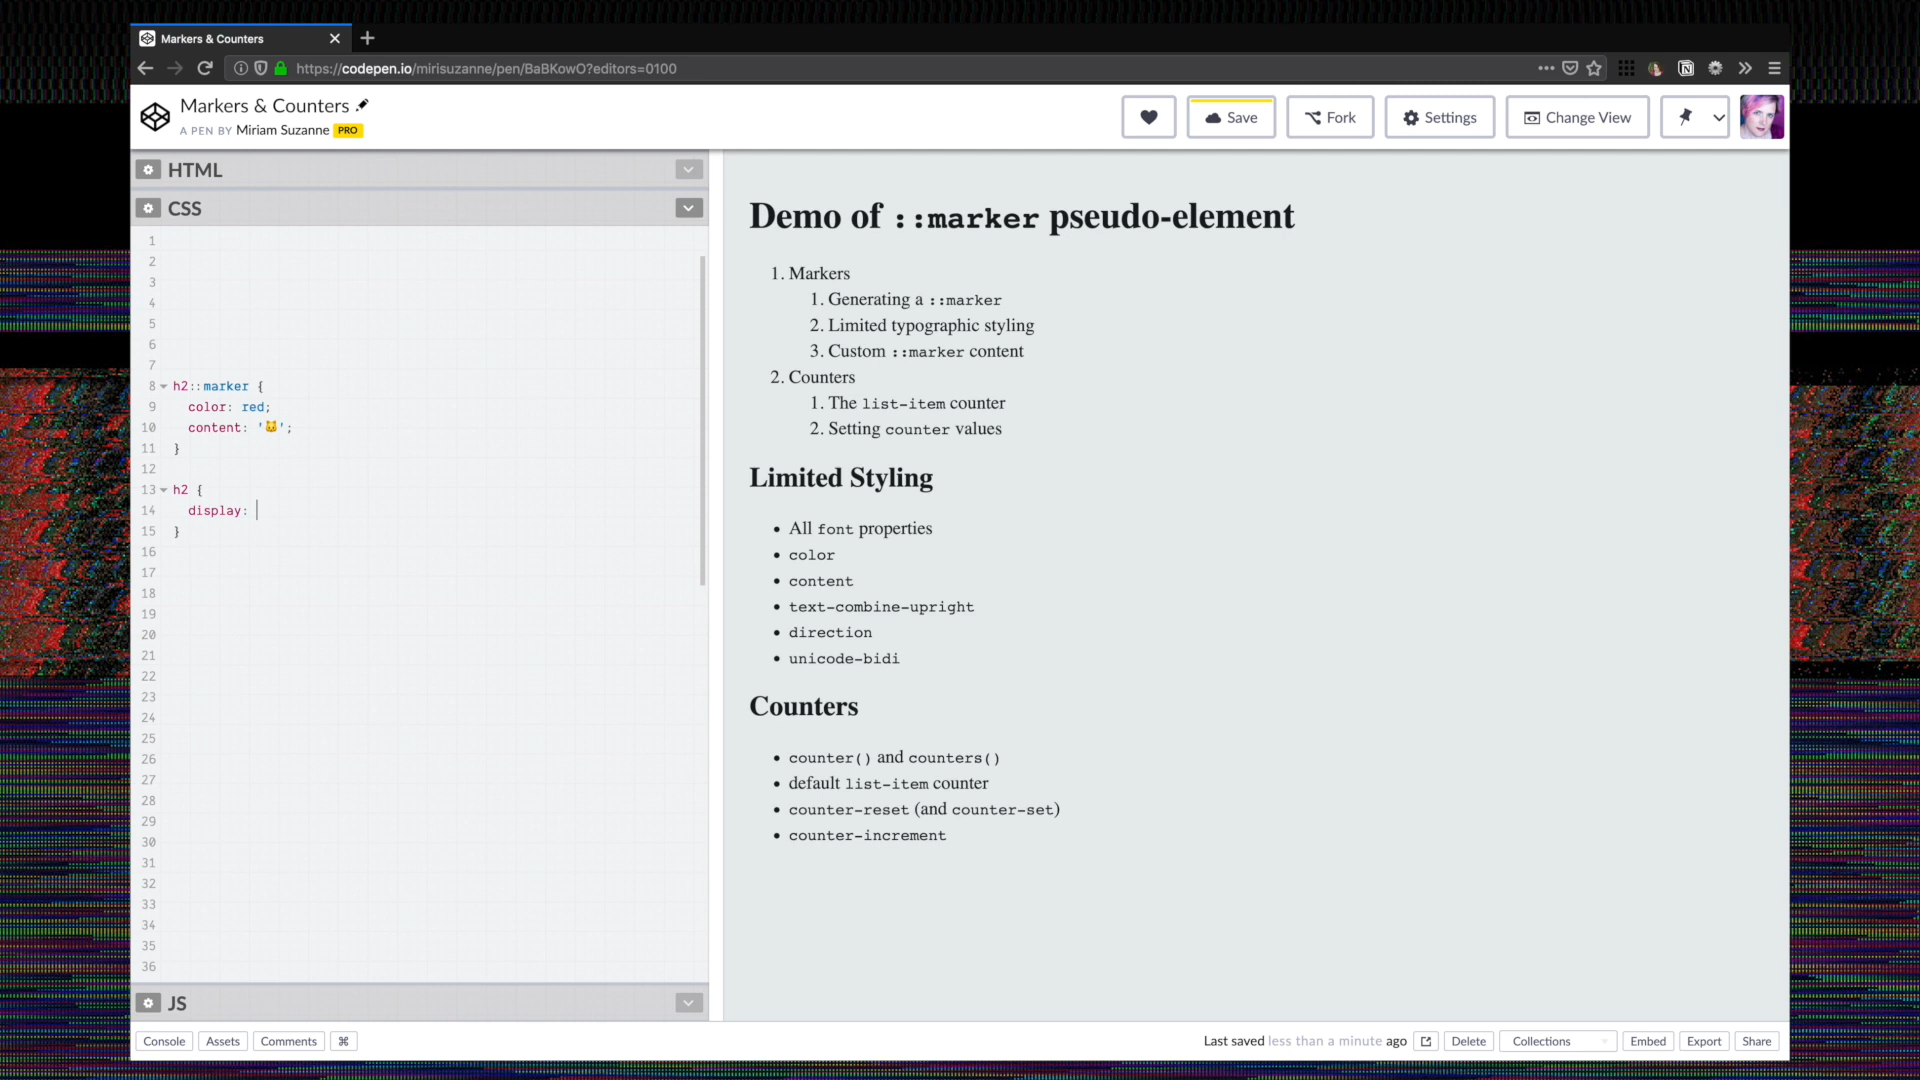 Markers & Counters
https://codepen.io/mirisuzanne/pen/BaBKowO?editors=0100
Markers & Counters
A PEN BY Miriam Suzanne PRO
Save
Fork
Settings
Change View
HTML
CSS
1
2
3
4
5
6
7
8 h2::marker {
9 color: red;
10 content: '🐱';
11 }
12
13 h2 {
14 display:
15 }
16
17
18
19
20
21
22
23
24
25
26
27
28
29
30
31
32
33
34
35
36
JS
Demo of ::marker pseudo-element
1. Markers
1. Generating a ::marker
2. Limited typographic styling
3. Custom ::marker content
2. Counters
1. The list-item counter
2. Setting counter values
Limited Styling
• All font properties
• color
• content
• text-combine-upright
• direction
• unicode-bidi
Counters
• counter() and counters()
• default list-item counter
• counter-reset (and counter-set)
• counter-increment
Console
Assets
Comments
⌘
Last saved less than a minute ago
Delete
Collections
Embed
Export
Share